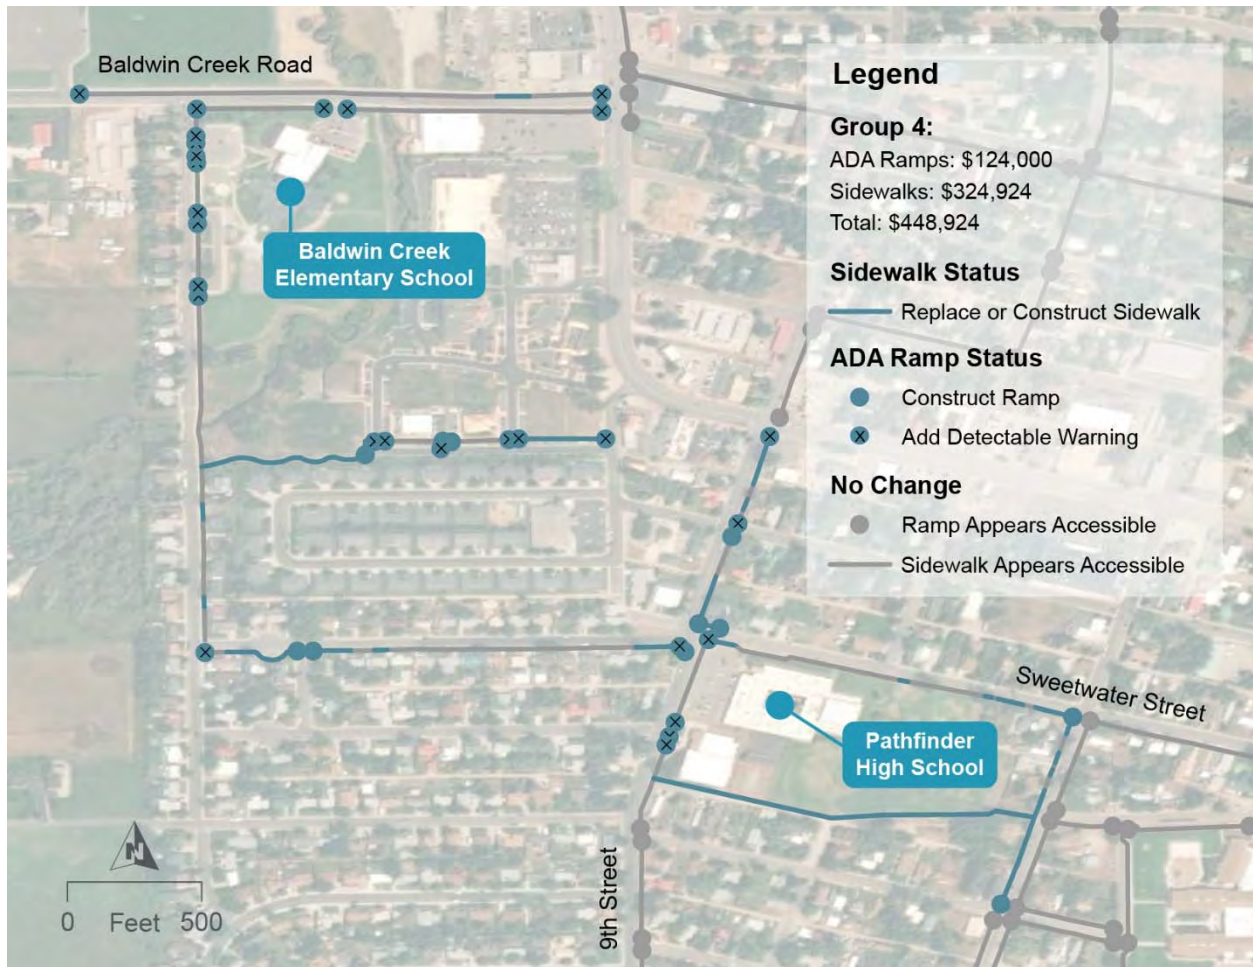 Baldwin Creek Road
Legend
Group 4:
ADA Ramps: $124,000
Sidewalks: $324,924
Total: $448,924
Sidewalk Status
Replace or Construct Sidewalk
ADA Ramp Status
Construct Ramp
Add Detectable Warning
No Change
Ramp Appears Accessible
Sidewalk Appears Accessible
Baldwin Creek
Elementary School
Sweetwater Street
Pathfinder
High School
9th Street
N
0 Feet 500